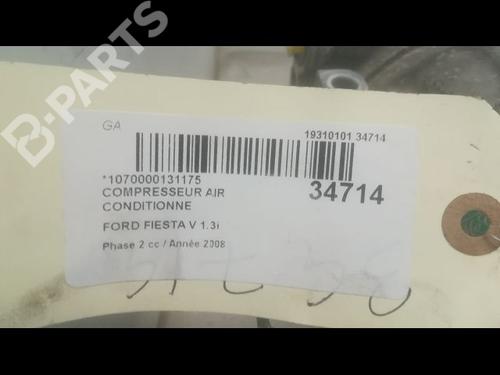 B-PARTS
GA
19310101 34714
*1070000131175
34714
COMPRESSEUR AIR
CONDITIONNE
FORD FIESTA V 1.3i
Phase 2 cc / Année 2008